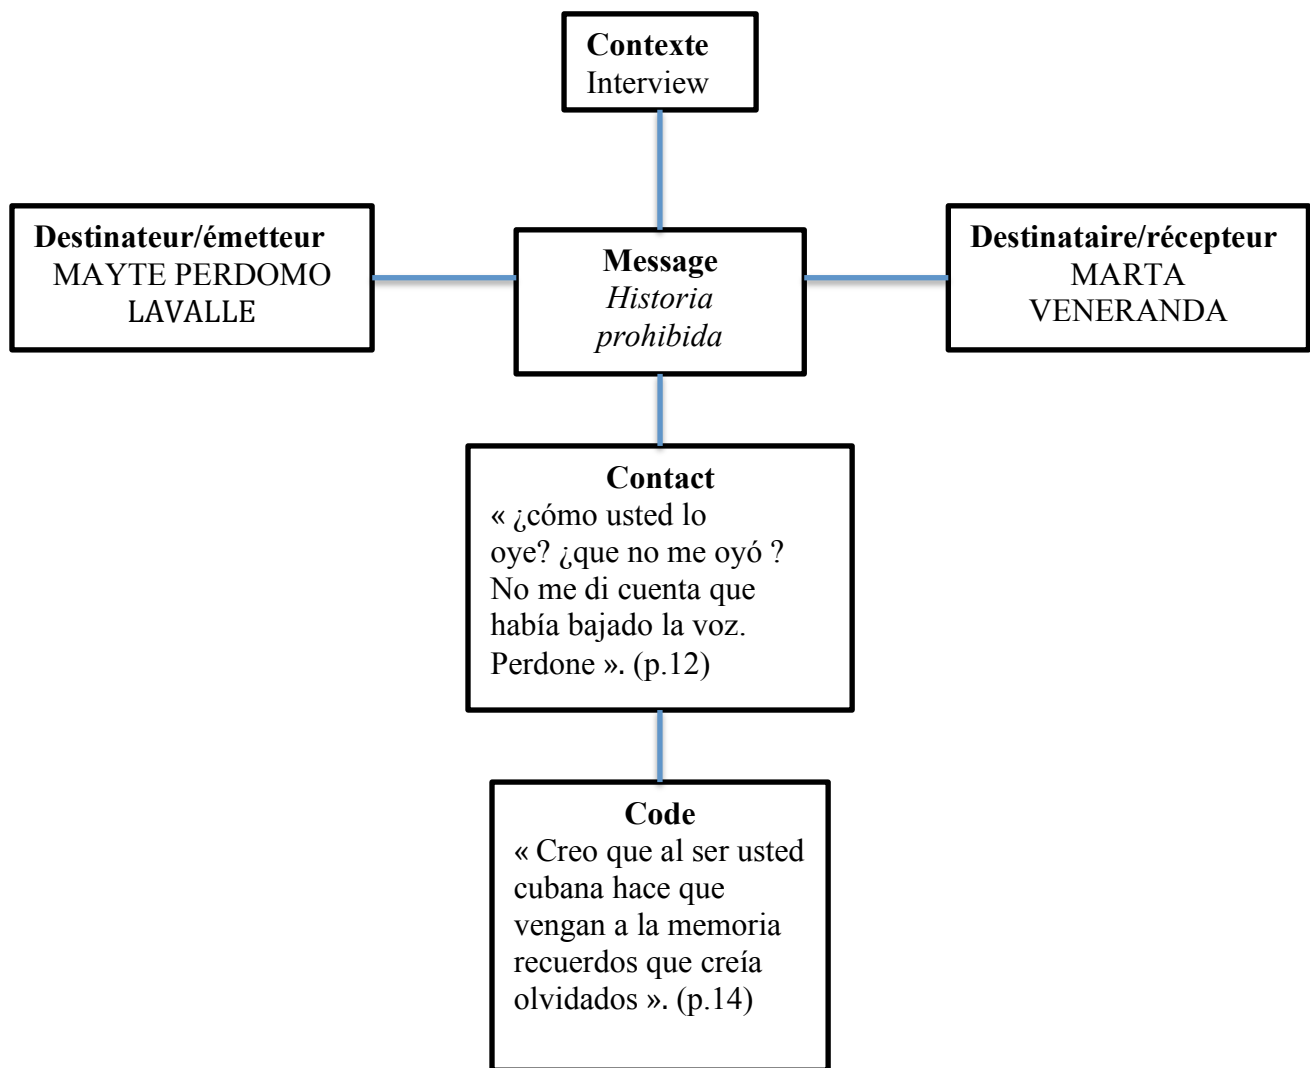 Contexte
Interview
Destinateur/émetteur
MAYTE PERDOMO
LAVALLE
Message
Historia
prohibida
Destinataire/récepteur
MARTA
VENERANDA
Contact
« ¿cómo usted lo
oye? ¿que no me oyó ?
No me di cuenta que
había bajado la voz.
Perdone ». (p.12)
Code
« Creo que al ser usted
cubana hace que
vengan a la memoria
recuerdos que creía
olvidados ». (p.14)